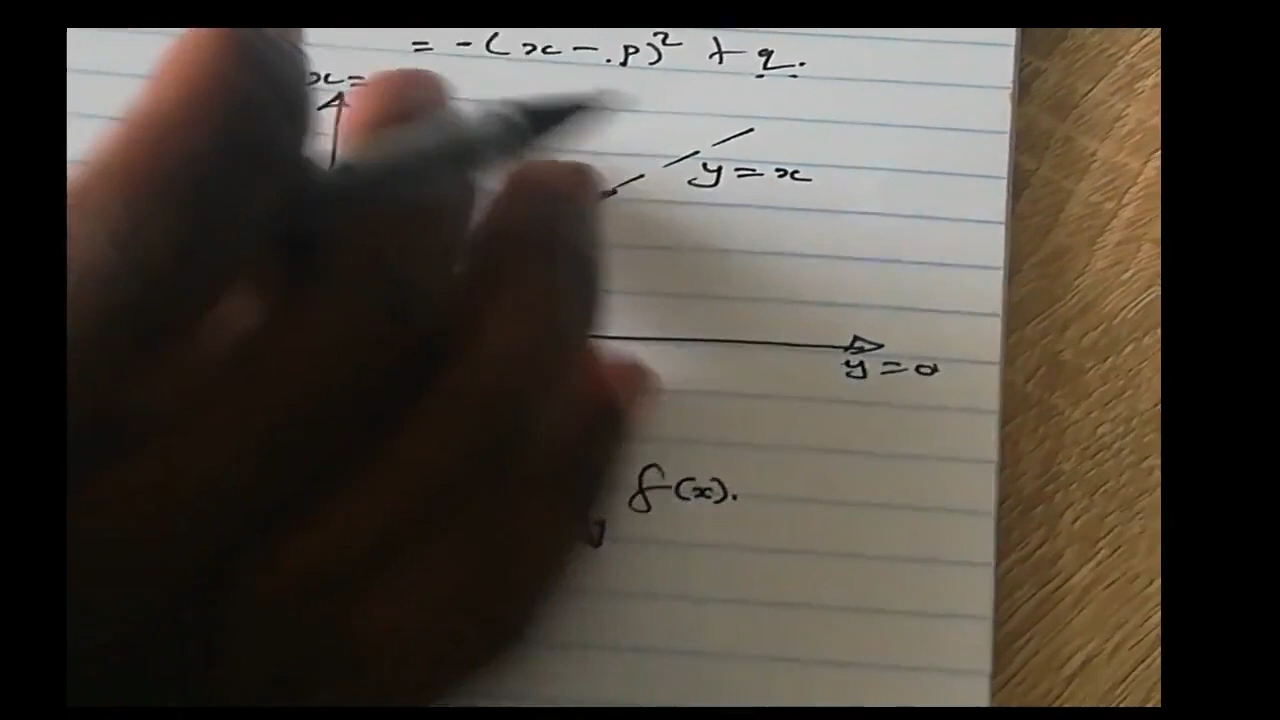 = -(x - p)² + q.
x =
y = x
y = 0
f(x).